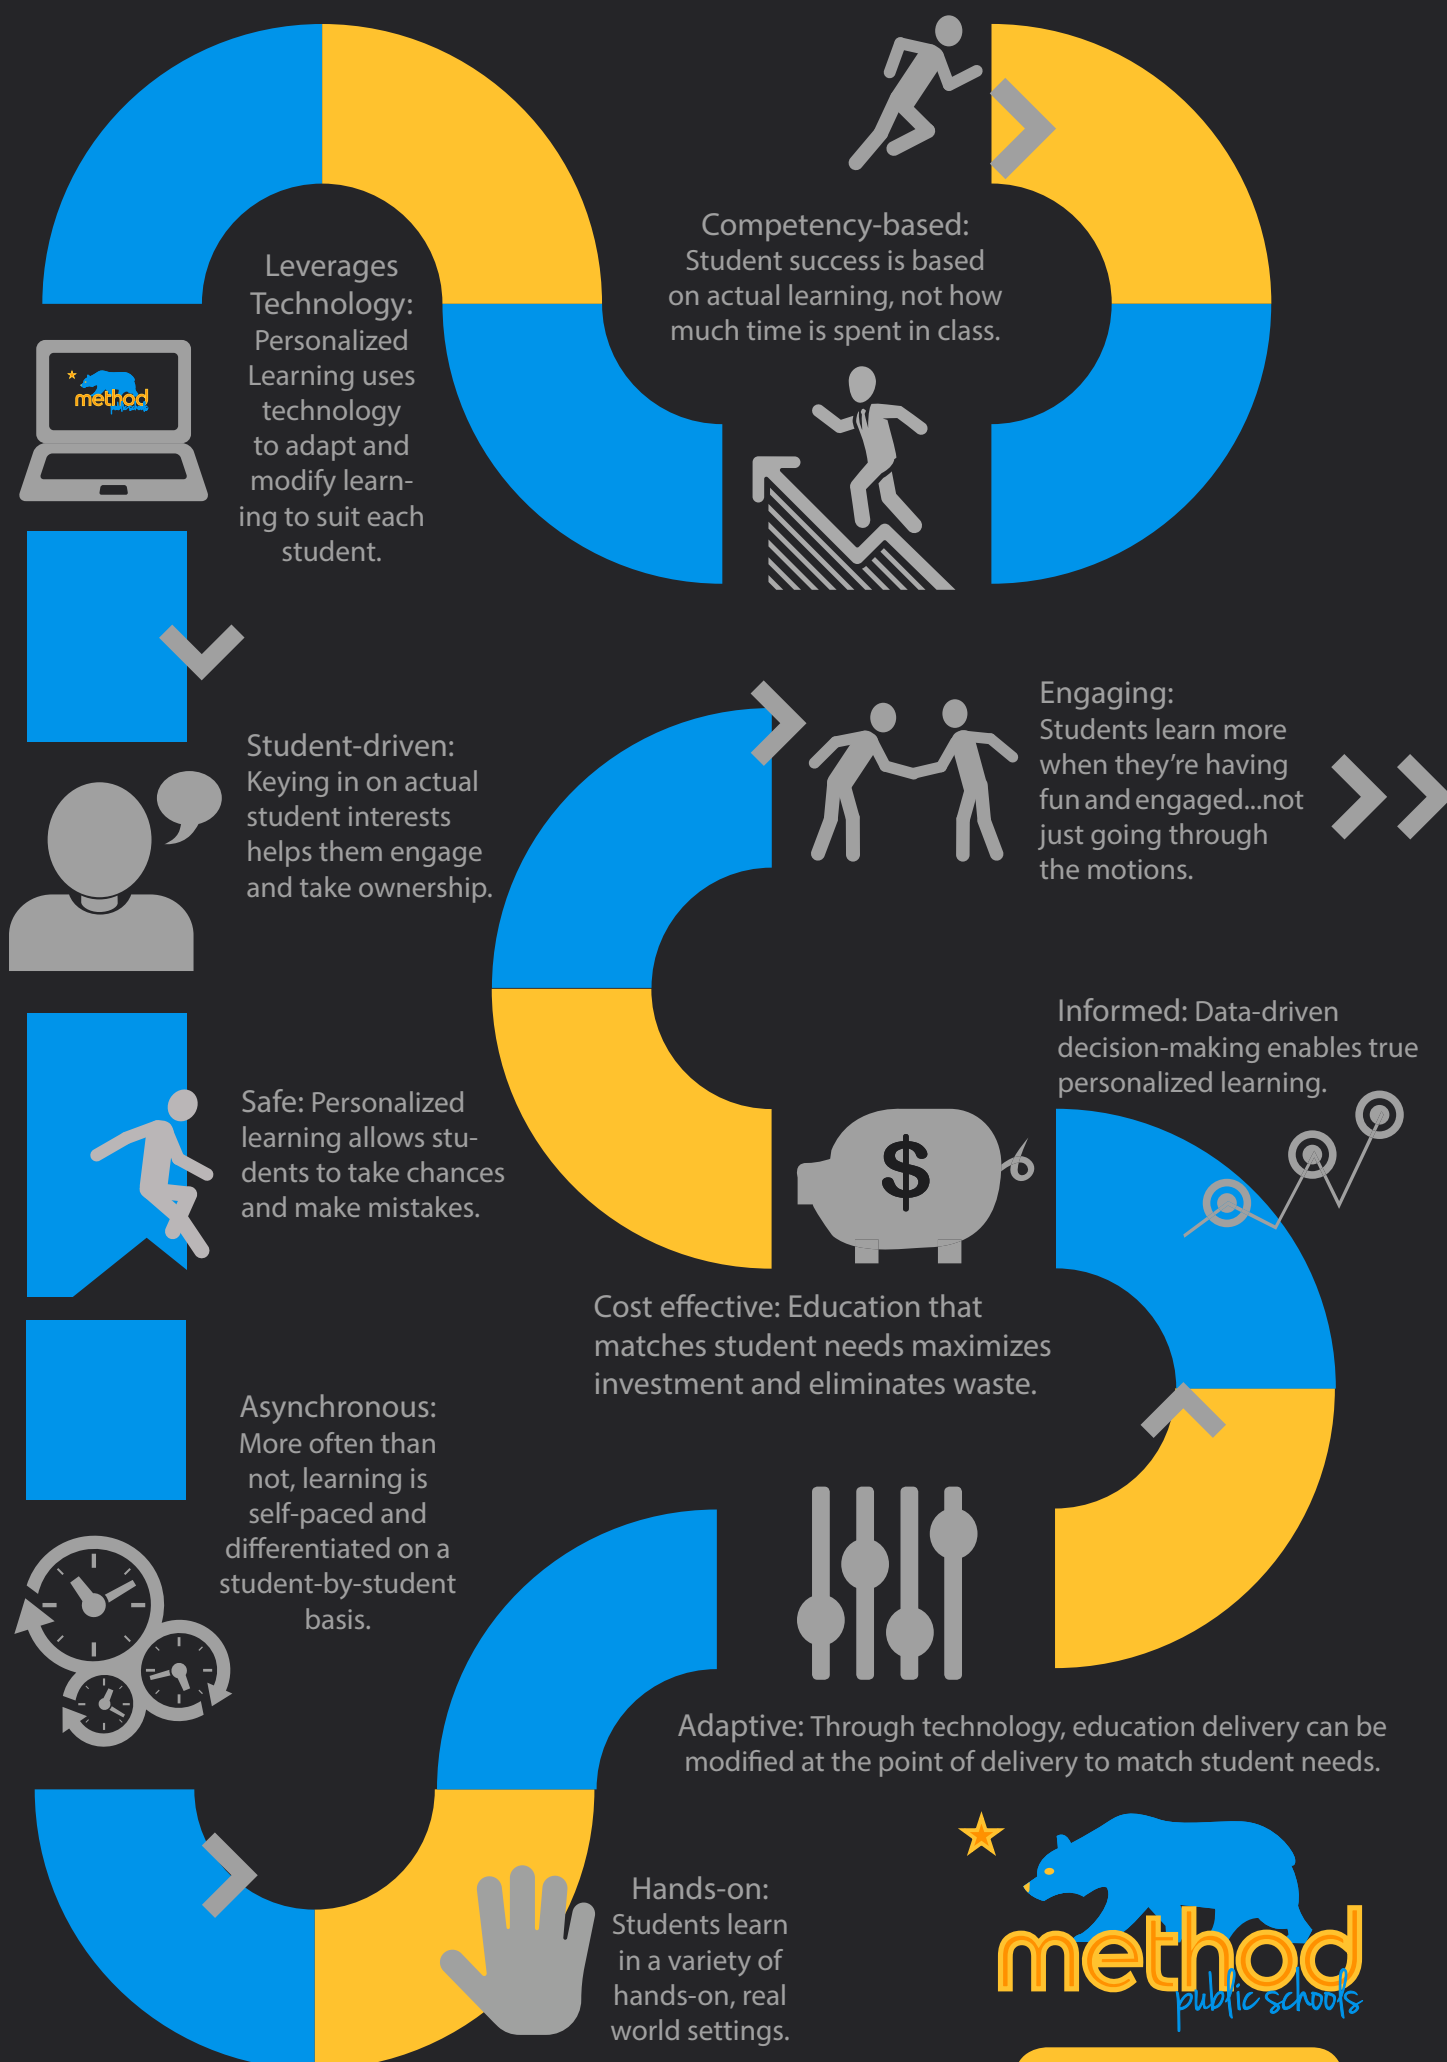 Competency-based:
Student success is based
on actual learning, not how
much time is spent in class.
Leverages
Technology:
Personalized
Learning uses
technology
to adapt and
modify learn-
ing to suit each
student.
method
public schools
Student-driven:
Keying in on actual
student interests
helps them engage
and take ownership.
Safe: Personalized
learning allows stu-
dents to take chances
and make mistakes.
Asynchronous:
More often than
not, learning is
self-paced and
differentiated on a
student-by-student
basis.
Hands-on:
Students learn
in a variety of
hands-on, real
world settings.
Adaptive: Through technology, education delivery can be
modified at the point of delivery to match student needs.
Informed: Data-driven
decision-making enables true
personalized learning.
$
Cost effective: Education that
matches student needs maximizes
investment and eliminates waste.
Engaging:
Students learn more
when they’re having
fun and engaged...not
just going through
the motions.
method
public schools